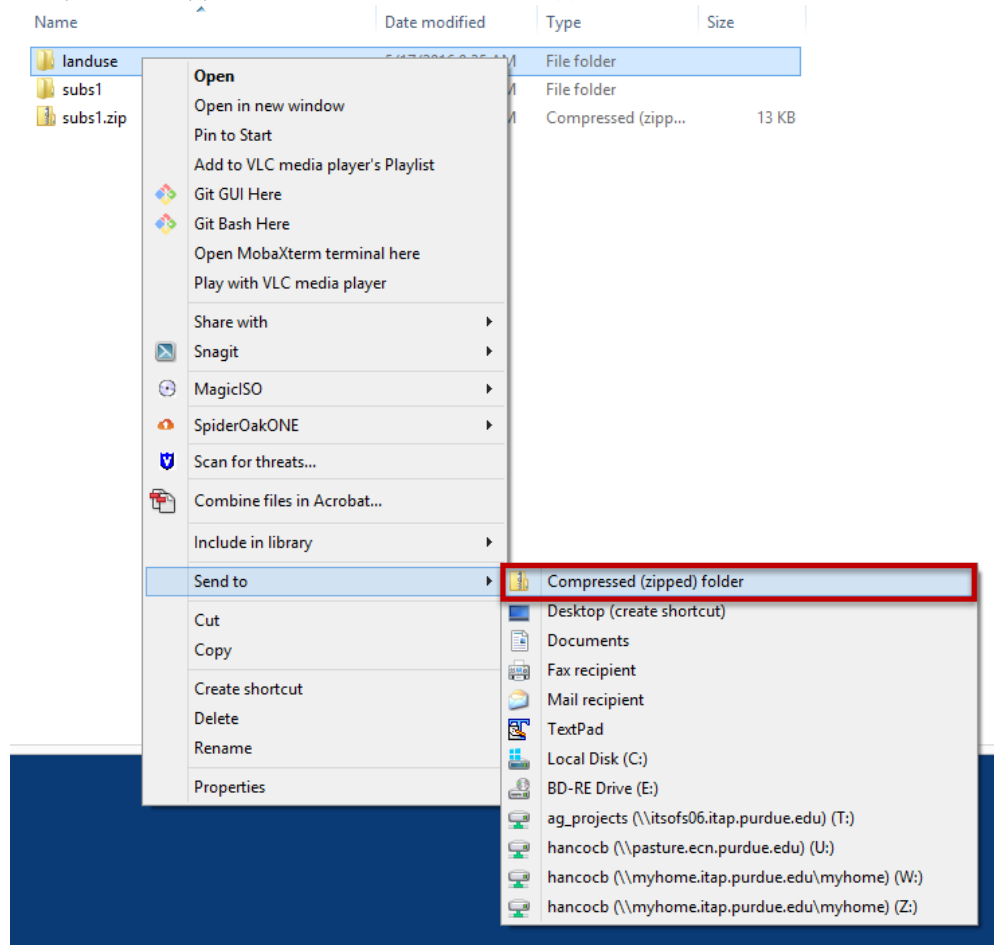 Name Date modified Type Size
landuse File folder
subs1 File folder
subs1.zip Compressed (zipp... 13 KB
Open
Open in new window
Pin to Start
Add to VLC media player's Playlist
Git GUI Here
Git Bash Here
Open MobaXterm terminal here
Play with VLC media player
Share with
Snagit
MagicISO
SpiderOakONE
Scan for threats...
Combine files in Acrobat...
Include in library
Send to
Cut
Copy
Create shortcut
Delete
Rename
Properties
Compressed (zipped) folder
Desktop (create shortcut)
Documents
Fax recipient
Mail recipient
TextPad
Local Disk (C:)
BD-RE Drive (E:)
ag_projects (\\itsofs06.itap.purdue.edu) (T:)
hancocb (\\pasture.ecn.purdue.edu) (U:)
hancocb (\\myhome.itap.purdue.edu\myhome) (W:)
hancocb (\\myhome.itap.purdue.edu\myhome) (Z:)